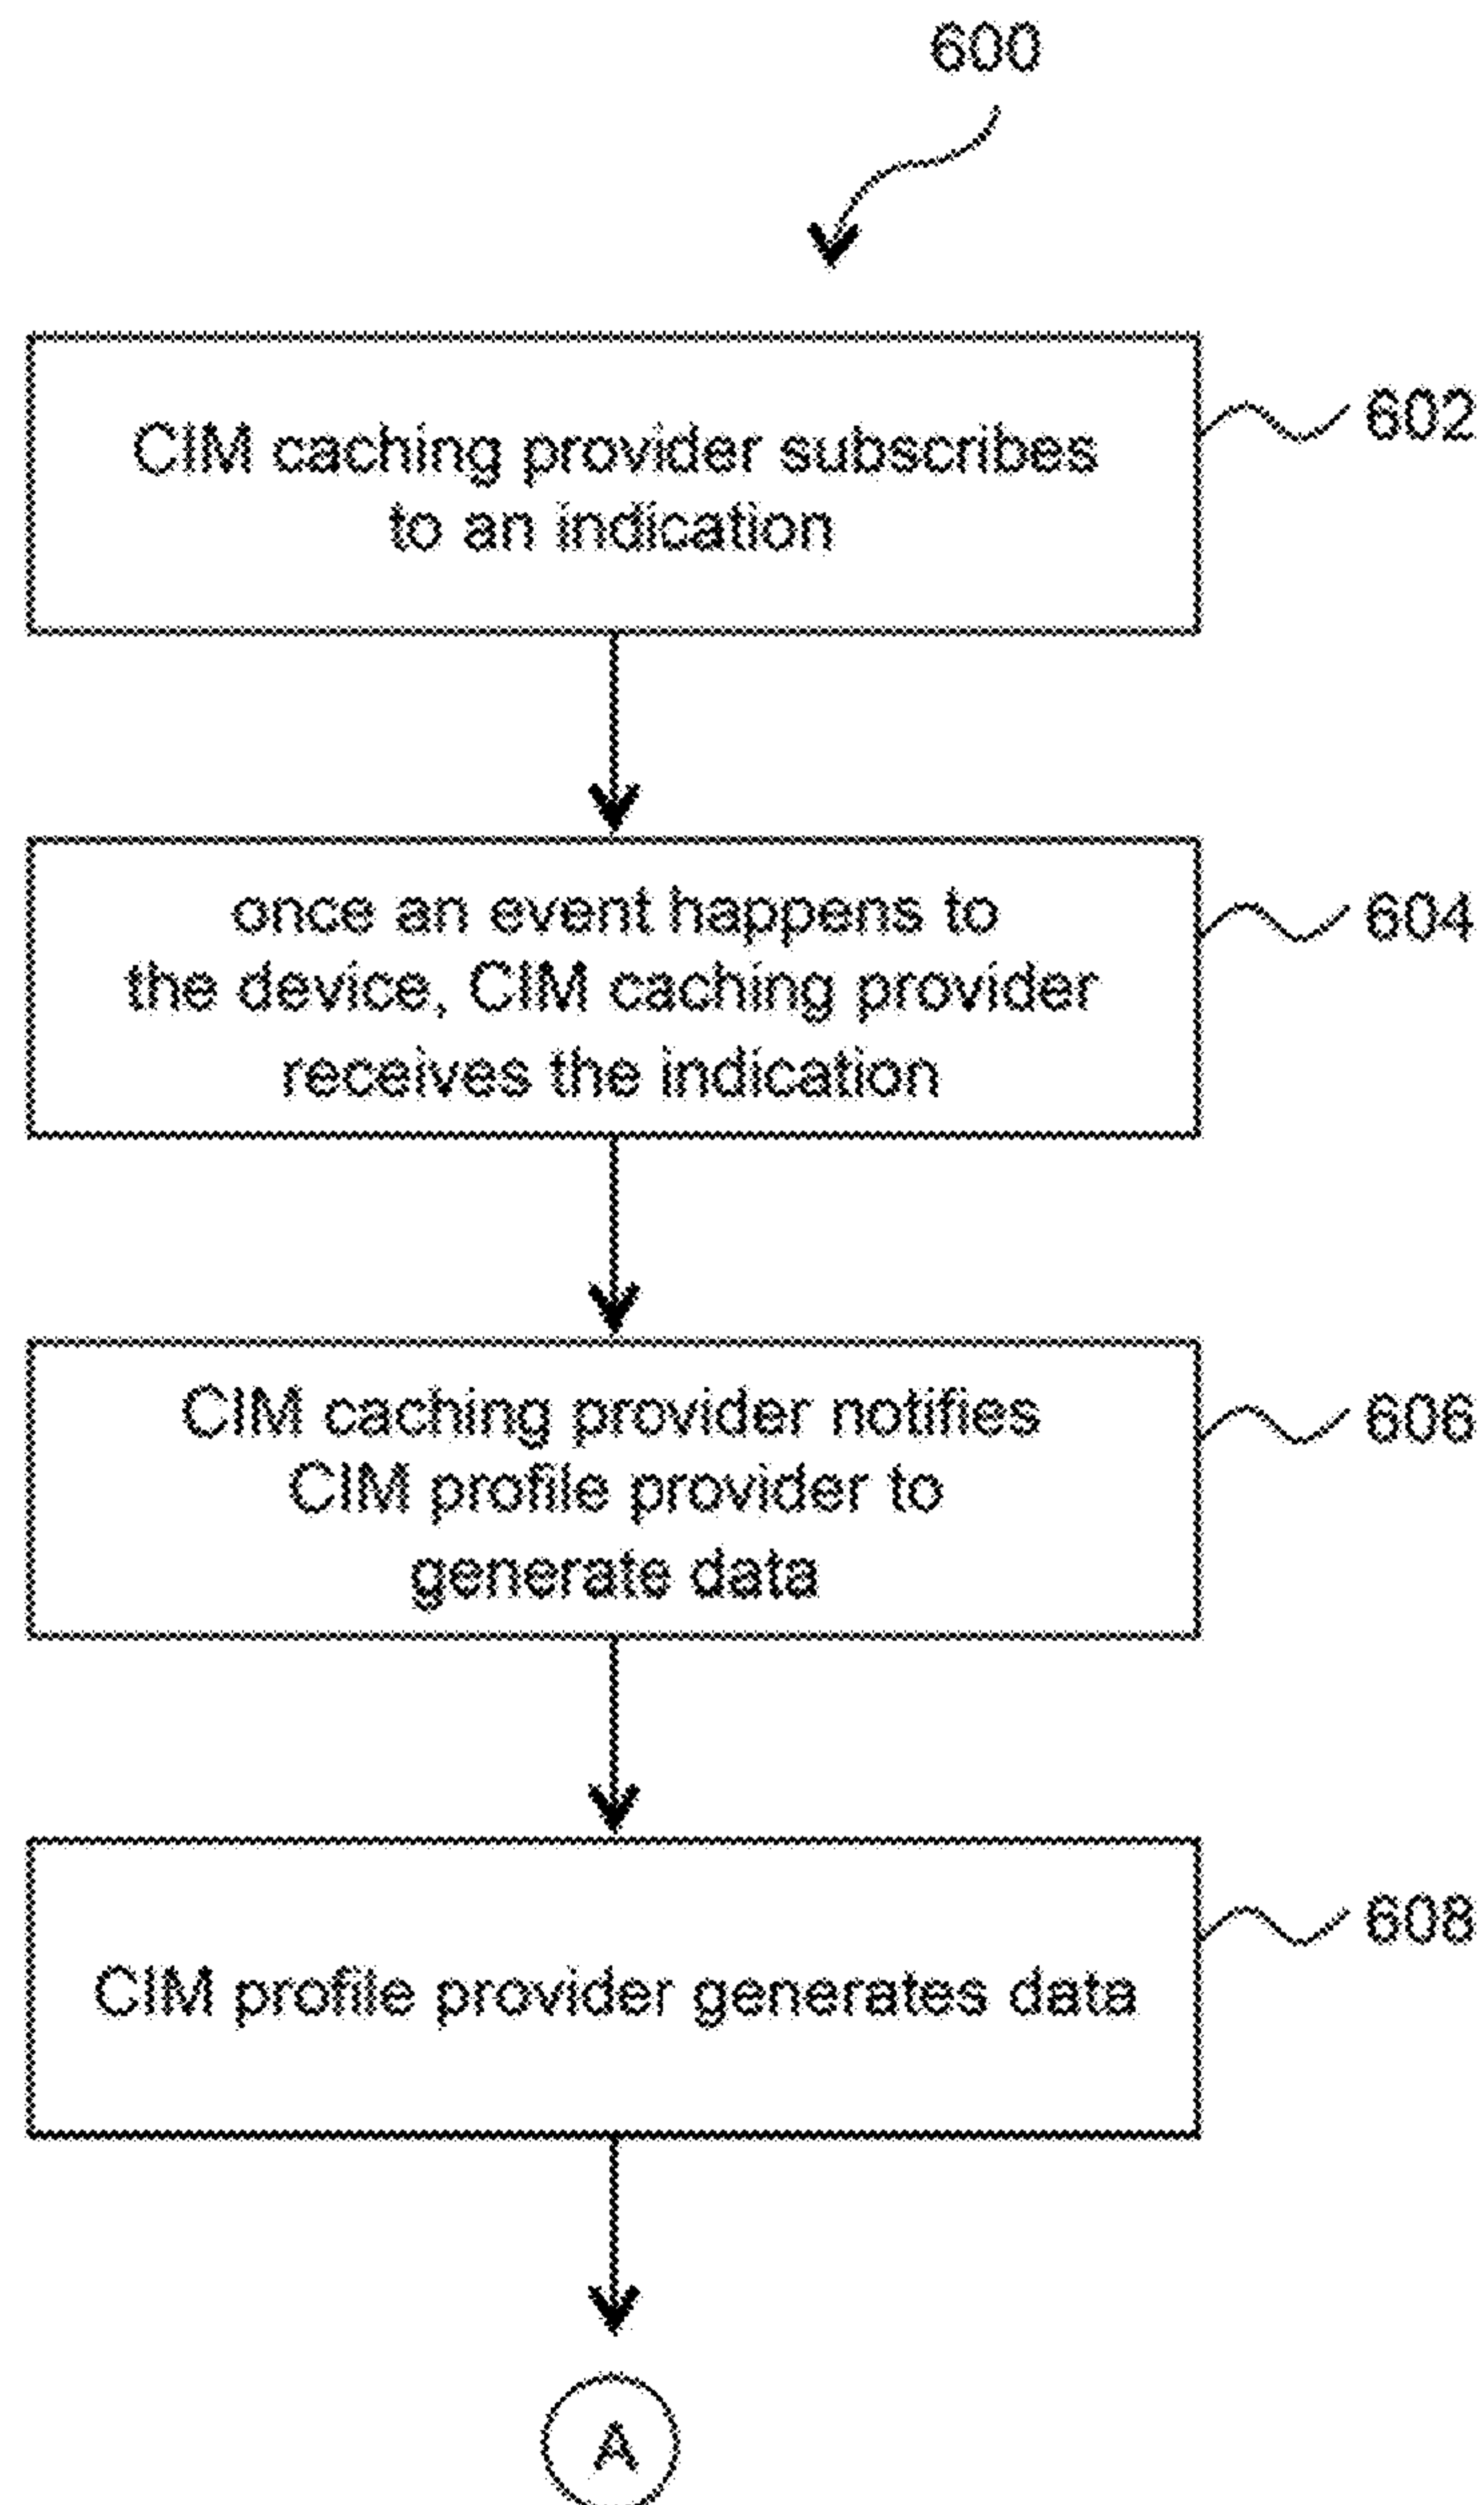 600
CIM caching provider subscribes
to an indication
602
once an event happens to
the device, CIM caching provider
receives the indication
604
CIM caching provider notifies
CIM profile provider to
generate data
606
CIM profile provider generates data
608
A